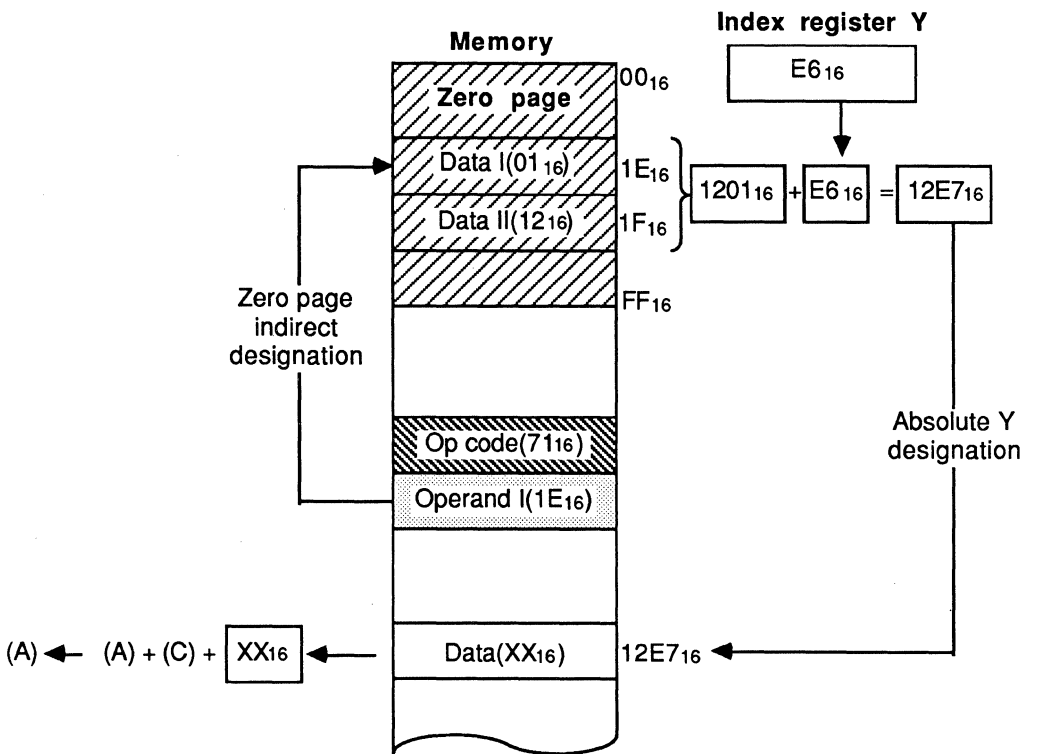 Index register Y
E6₁₆
Memory
00₁₆
Zero page
Data I(01₁₆)
1E₁₆
1201₁₆ + E6₁₆ = 12E7₁₆
Data II(12₁₆)
1F₁₆
FF₁₆
Zero page
indirect
designation
Absolute Y
designation
Op code(71₁₆)
Operand I(1E₁₆)
(A) ← (A) + (C) + XX₁₆
Data(XX₁₆)
12E7₁₆